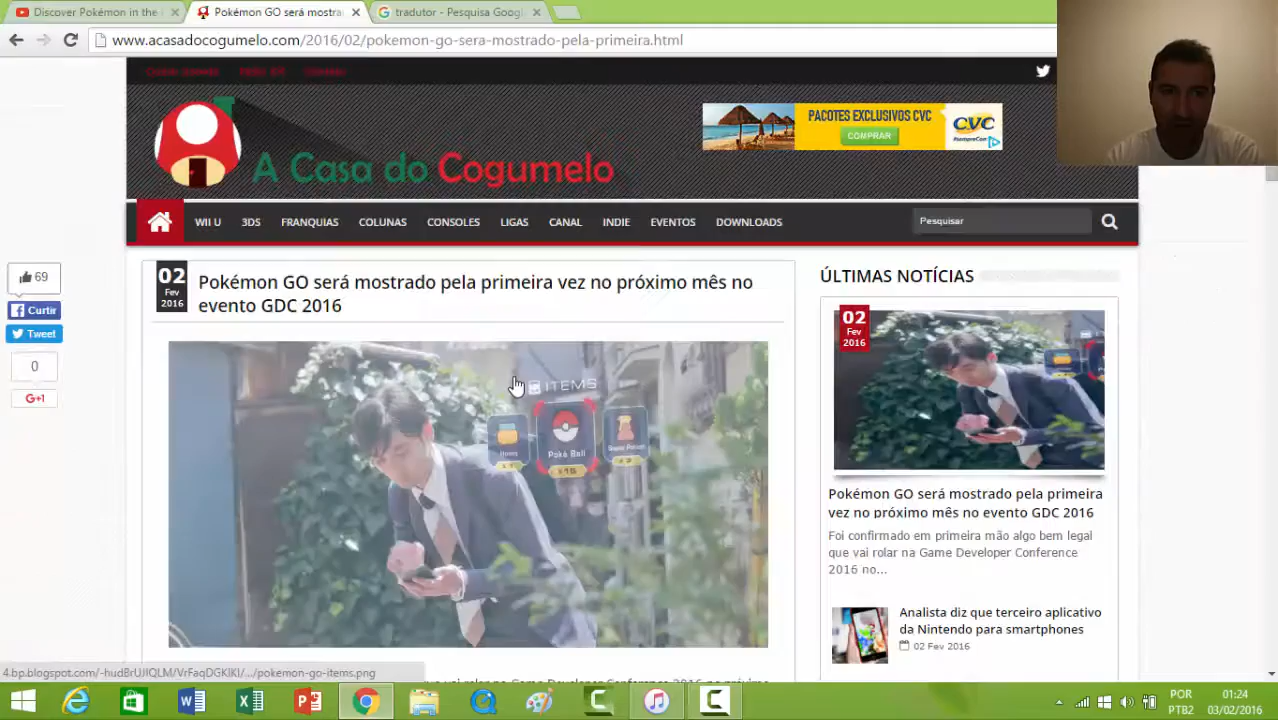 Discover Pokémon in the
Pokémon GO será mostra
tradutor - Pesquisa Goog
www.acasadocogumelo.com/2016/02/pokemon-go-sera-mostrado-pela-primeira.html
A Casa do Cogumelo
PACOTES EXCLUSIVOS CVC
COMPRAR
CVC
WII U 3DS FRANQUIAS COLUNAS CONSOLES LIGAS CANAL INDIE EVENTOS DOWNLOADS
Pesquisar
69
Curtir
Tweet
0
G+1
02
Fev
2016
Pokémon GO será mostrado pela primeira vez no próximo mês no
evento GDC 2016
ITEMS
Poké Ball
Super Potion
ÚLTIMAS NOTÍCIAS
02
Fev
2016
Pokémon GO será mostrado pela primeira
vez no próximo mês no evento GDC 2016
Foi confirmado em primeira mão algo bem legal
que vai rolar na Game Developer Conference
2016 no...
Analista diz que terceiro aplicativo
da Nintendo para smartphones
02 Fev 2016
4.bp.blogspot.com/-hudBrUJIQLM/VrFaqDGKIKI/.../pokemon-go-items.png
POR
PTB2
01:24
03/02/2016